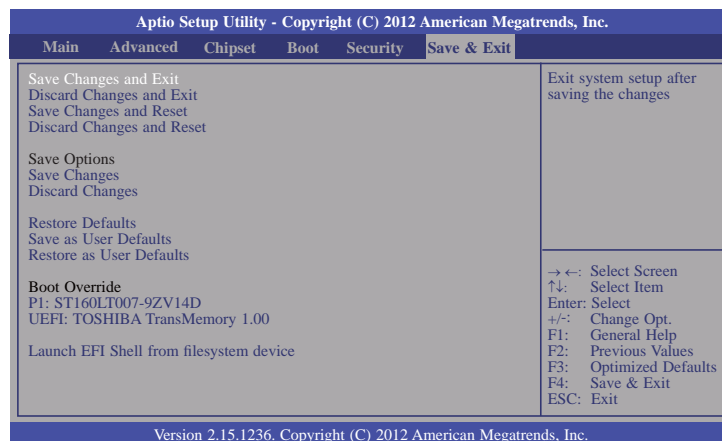 Aptio Setup Utility - Copyright (C) 2012 American Megatrends, Inc.
Main Advanced Chipset Boot Security Save & Exit
Save Changes and Exit
Discard Changes and Exit
Save Changes and Reset
Discard Changes and Reset
Save Options
Save Changes
Discard Changes
Restore Defaults
Save as User Defaults
Restore as User Defaults
Boot Override
P1: ST160LT007-9ZV14D
UEFI: TOSHIBA TransMemory 1.00
Launch EFI Shell from filesystem device
Exit system setup after
saving the changes
→ ←: Select Screen
↑↓: Select Item
Enter: Select
+/-: Change Opt.
F1: General Help
F2: Previous Values
F3: Optimized Defaults
F4: Save & Exit
ESC: Exit
Version 2.15.1236. Copyright (C) 2012 American Megatrends, Inc.